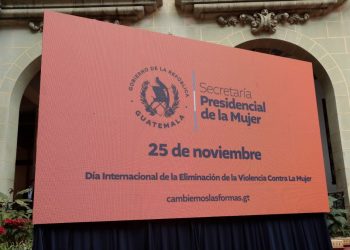 GOBIERNO DE LA REPÚBLICA
GUATEMALA
Secretaría
Presidencial
de la Mujer
25 de noviembre
Día Internacional de la Eliminación de la Violencia Contra La Mujer
cambiemoslasformas.gt